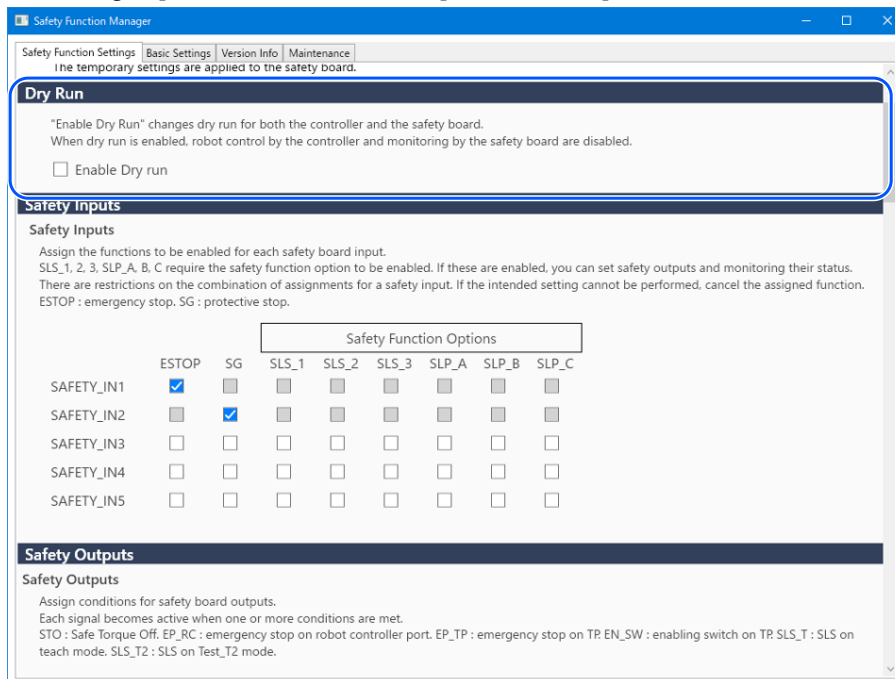 Safety Function Manager
Safety Function Settings Basic Settings Version Info Maintenance
The temporary settings are applied to the safety board.
Dry Run
"Enable Dry Run" changes dry run for both the controller and the safety board.
When dry run is enabled, robot control by the controller and monitoring by the safety board are disabled.
Enable Dry run
Safety Inputs
Safety Inputs
Assign the functions to be enabled for each safety board input.
SLS_1, 2, 3, SLP_A, B, C require the safety function option to be enabled. If these are enabled, you can set safety outputs and monitoring their status.
There are restrictions on the combination of assignments for a safety input. If the intended setting cannot be performed, cancel the assigned function.
ESTOP : emergency stop. SG : protective stop.
Safety Function Options
ESTOP SG SLS_1 SLS_2 SLS_3 SLP_A SLP_B SLP_C
SAFETY_IN1
SAFETY_IN2
SAFETY_IN3
SAFETY_IN4
SAFETY_IN5
Safety Outputs
Safety Outputs
Assign conditions for safety board outputs.
Each signal becomes active when one or more conditions are met.
STO : Safe Torque Off. EP_RC : emergency stop on robot controller port. EP_TP : emergency stop on TP. EN_SW : enabling switch on TP. SLS_T : SLS on
teach mode. SLS_T2 : SLS on Test_T2 mode.